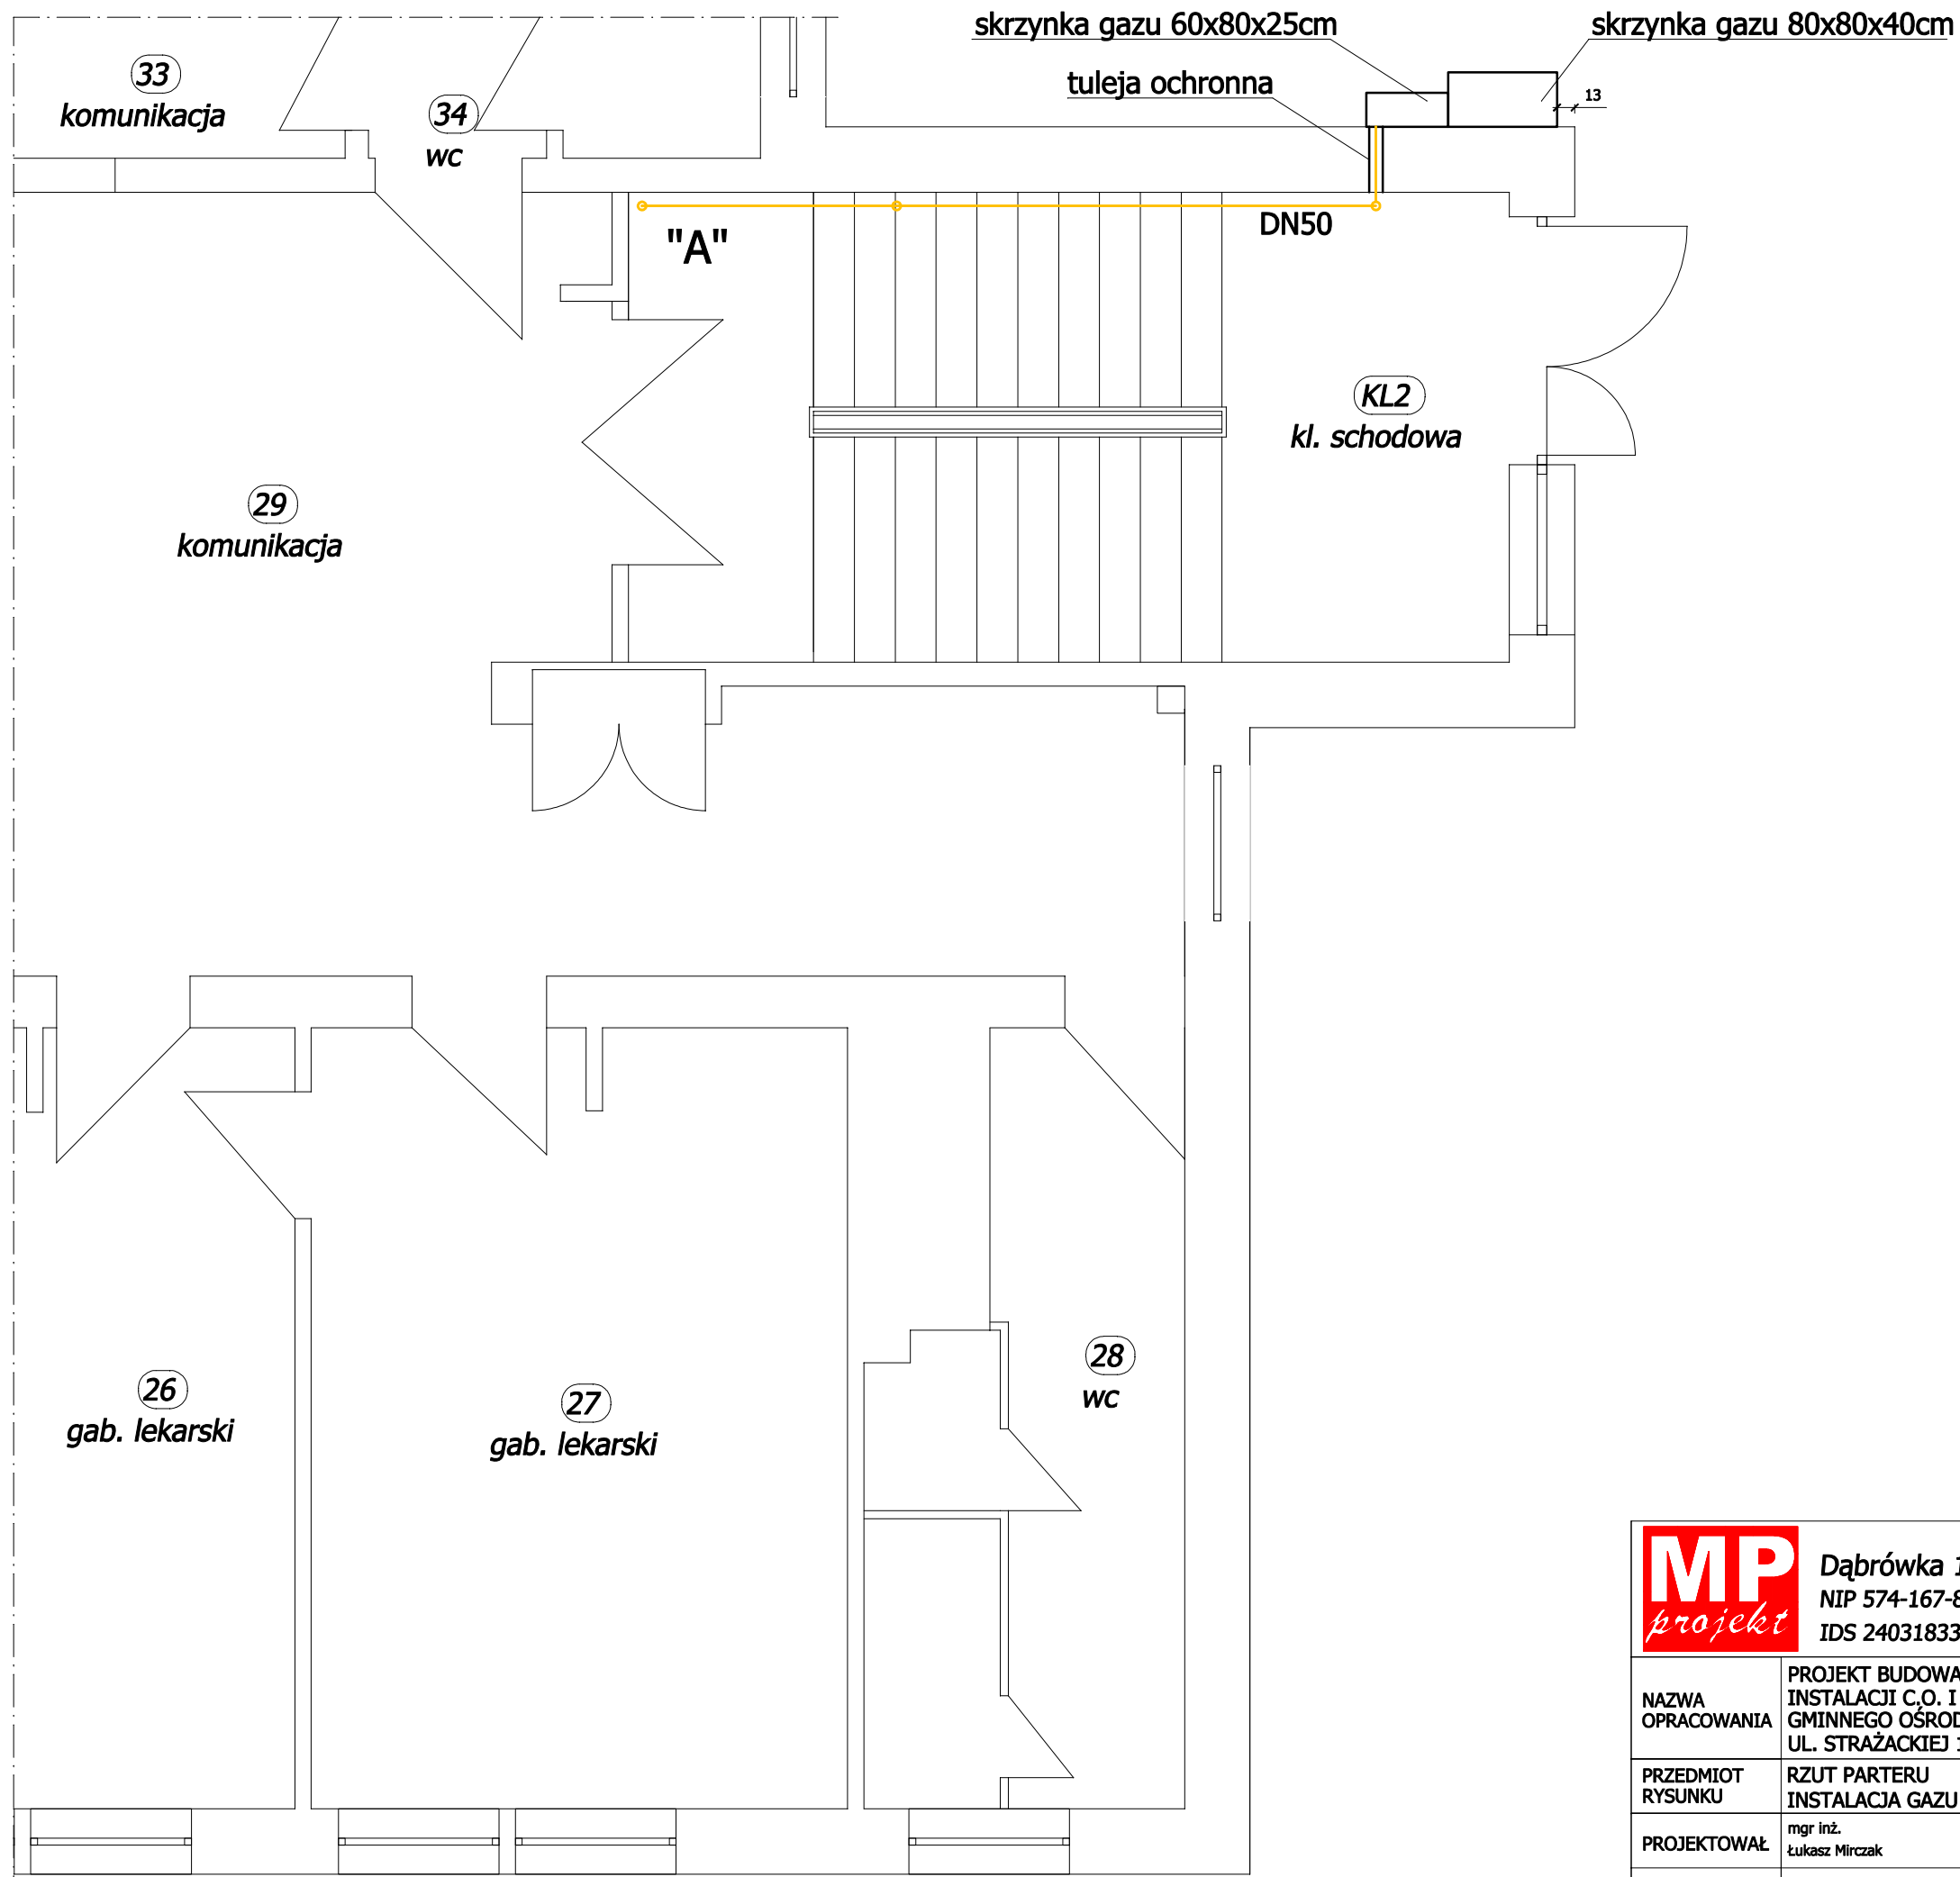 skrzynka gazu 60x80x25cm
skrzynka gazu 80x80x40cm
tuleja ochronna
13
33
komunikacja
34
wc
DN50
"A"
KL2
kl. schodowa
29
komunikacja
28
wc
26
gab. lekarski
27
gab. lekarski
MP
projekt
Dąbrówka
NIP 574-167-8
IDS 24031833
NAZWA
OPRACOWANIA
PROJEKT BUDOWA
INSTALACJI C.O. I
GMINNEGO OŚROD
UL. STRAŻACKIEJ
PRZEDMIOT
RYSUNKU
RZUT PARTERU
INSTALACJA GAZU
PROJEKTOWAŁ
mgr inż.
Łukasz Mirczak